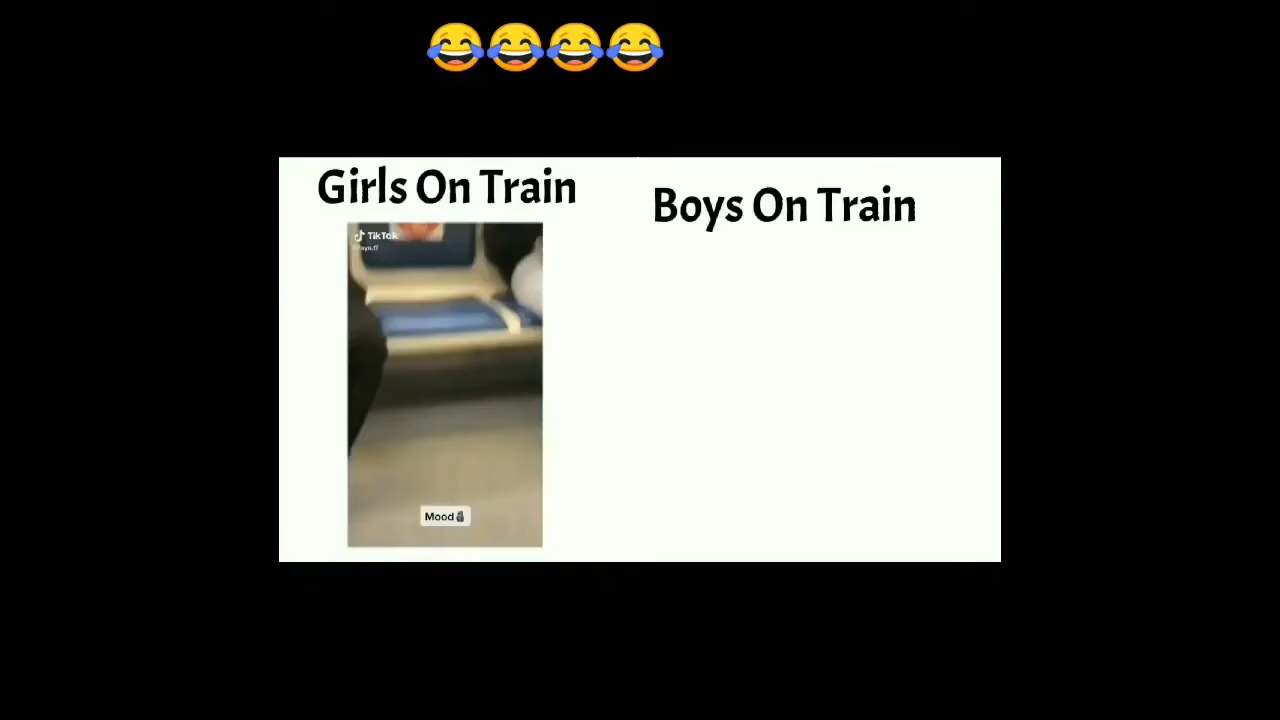 😂😂😂😂
Girls On Train
Boys On Train
TikTok
Mood